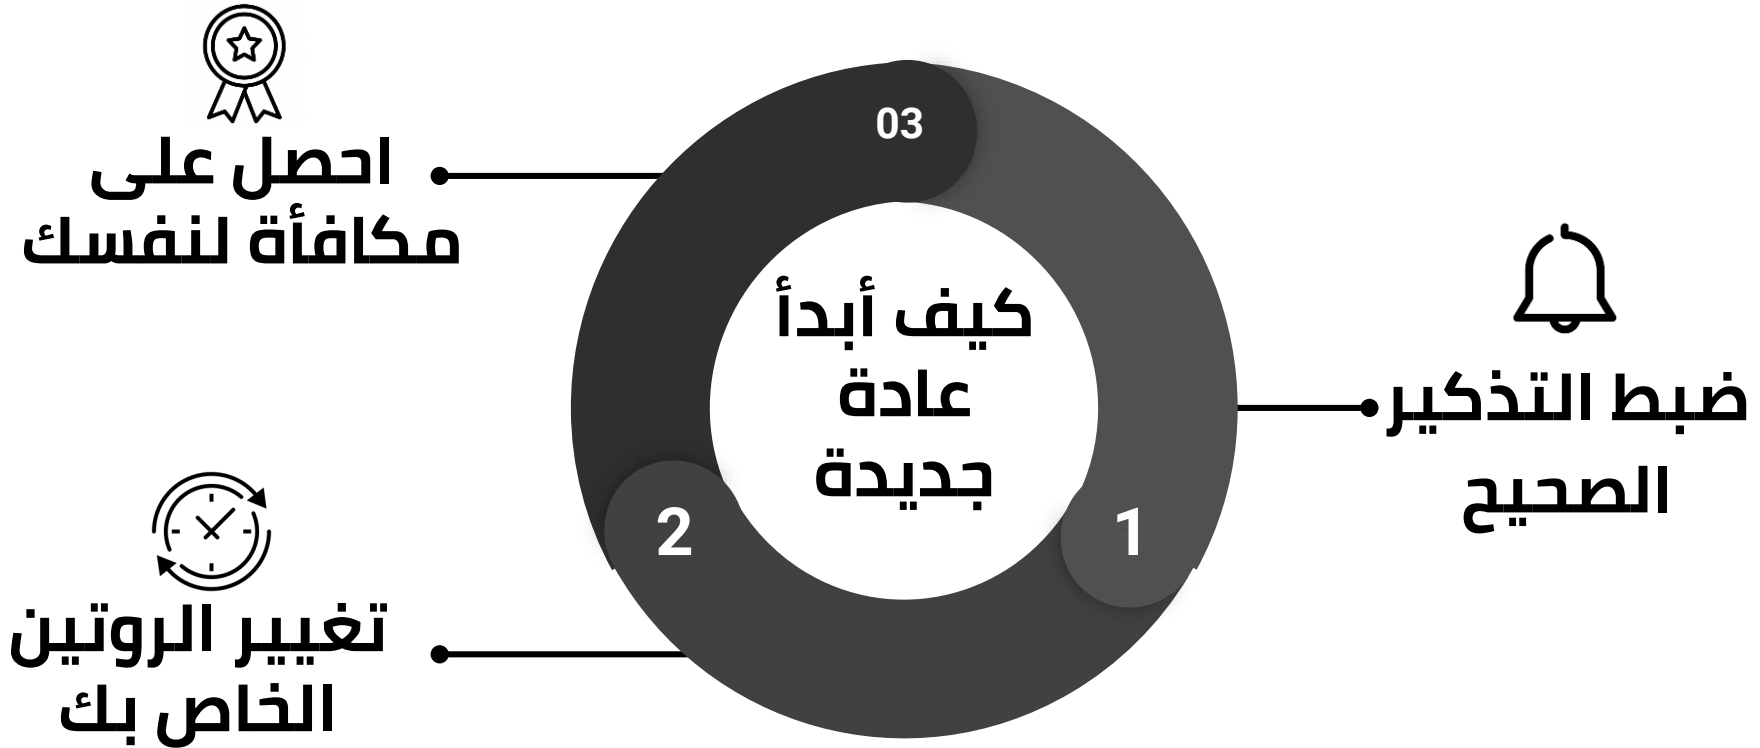 كيف أبدأ
عادة
جديدة
1
ضبط التذكير
الصحيح
2
تغيير الروتين
الخاص بك
03
احصل على
مكافأة لنفسك